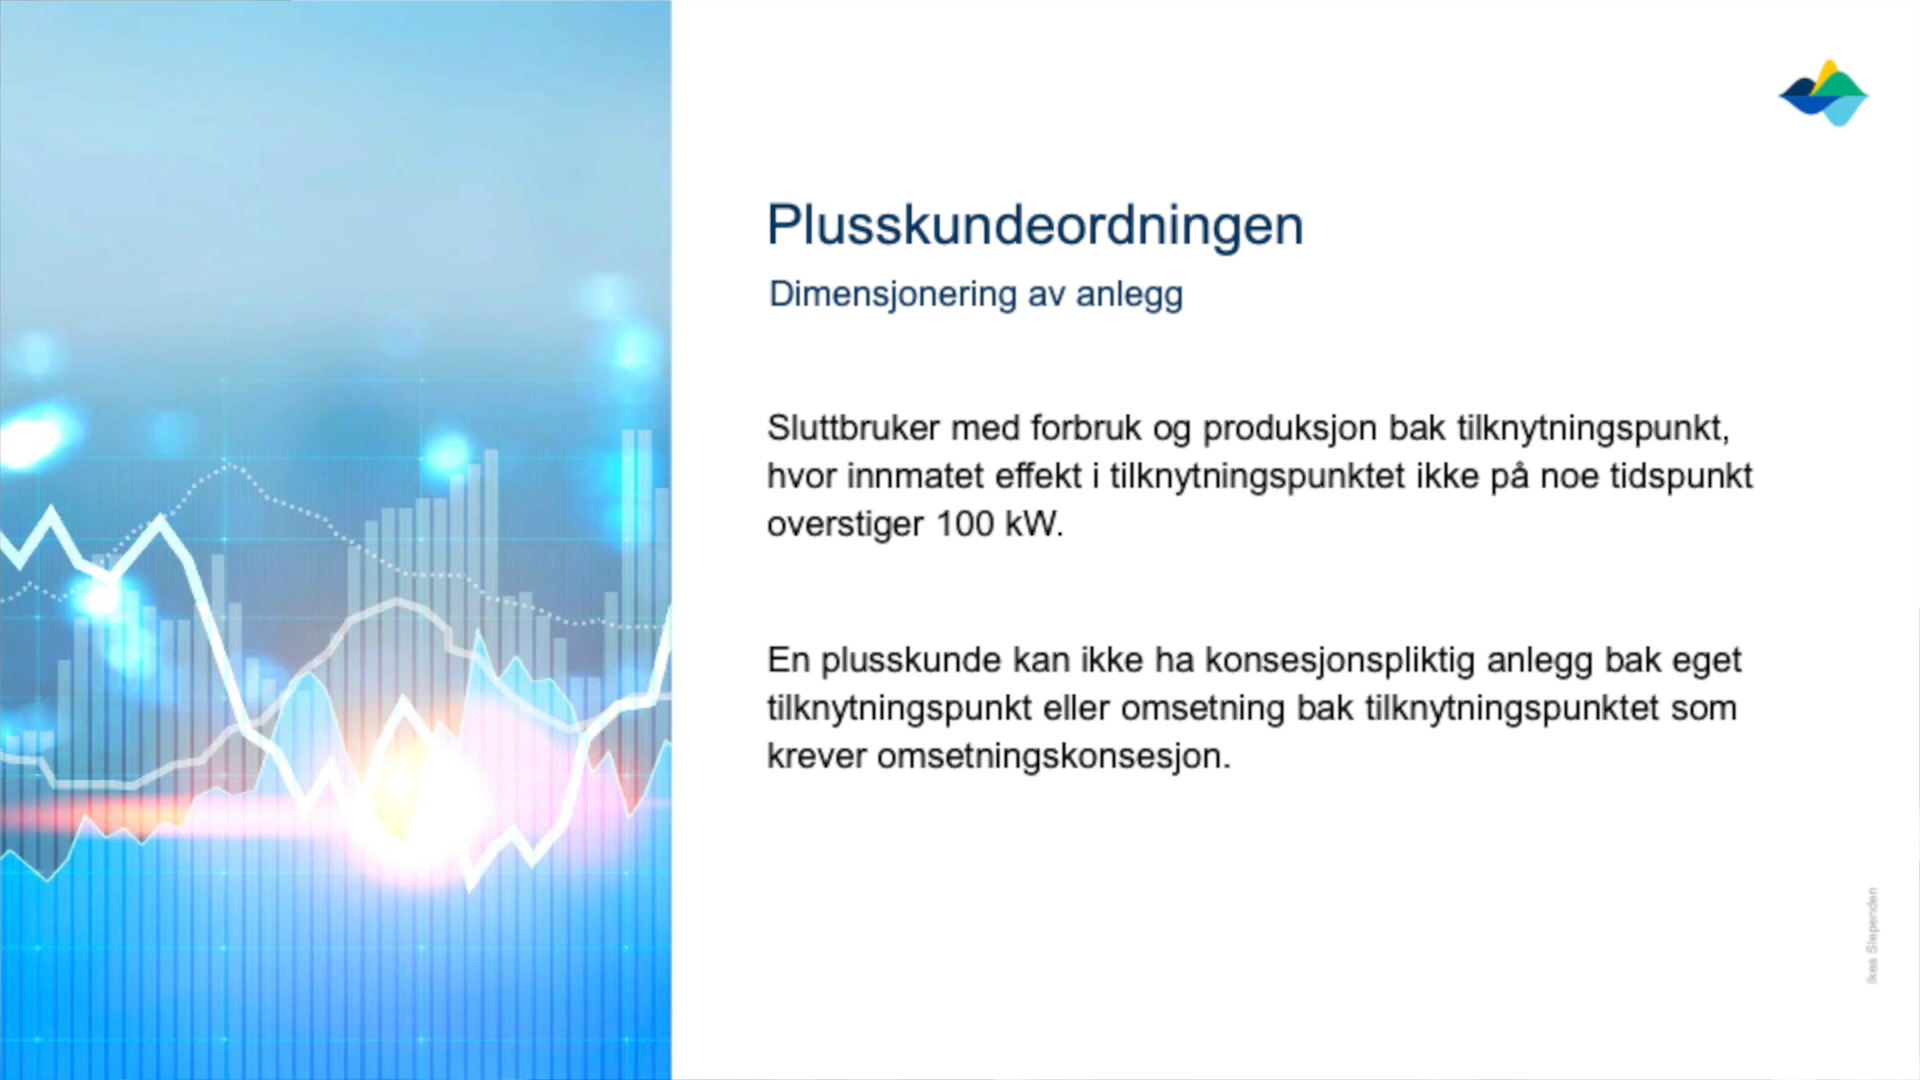 Plusskundeordningen
Dimensjonering av anlegg
Sluttbruker med forbruk og produksjon bak tilknytningspunkt,
hvor innmatet effekt i tilknytningspunktet ikke på noe tidspunkt
overstiger 100 kW.
En plusskunde kan ikke ha konsesjonspliktig anlegg bak eget
tilknytningspunkt eller omsetning bak tilknytningspunktet som
krever omsetningskonsesjon.
Ikea Slependen